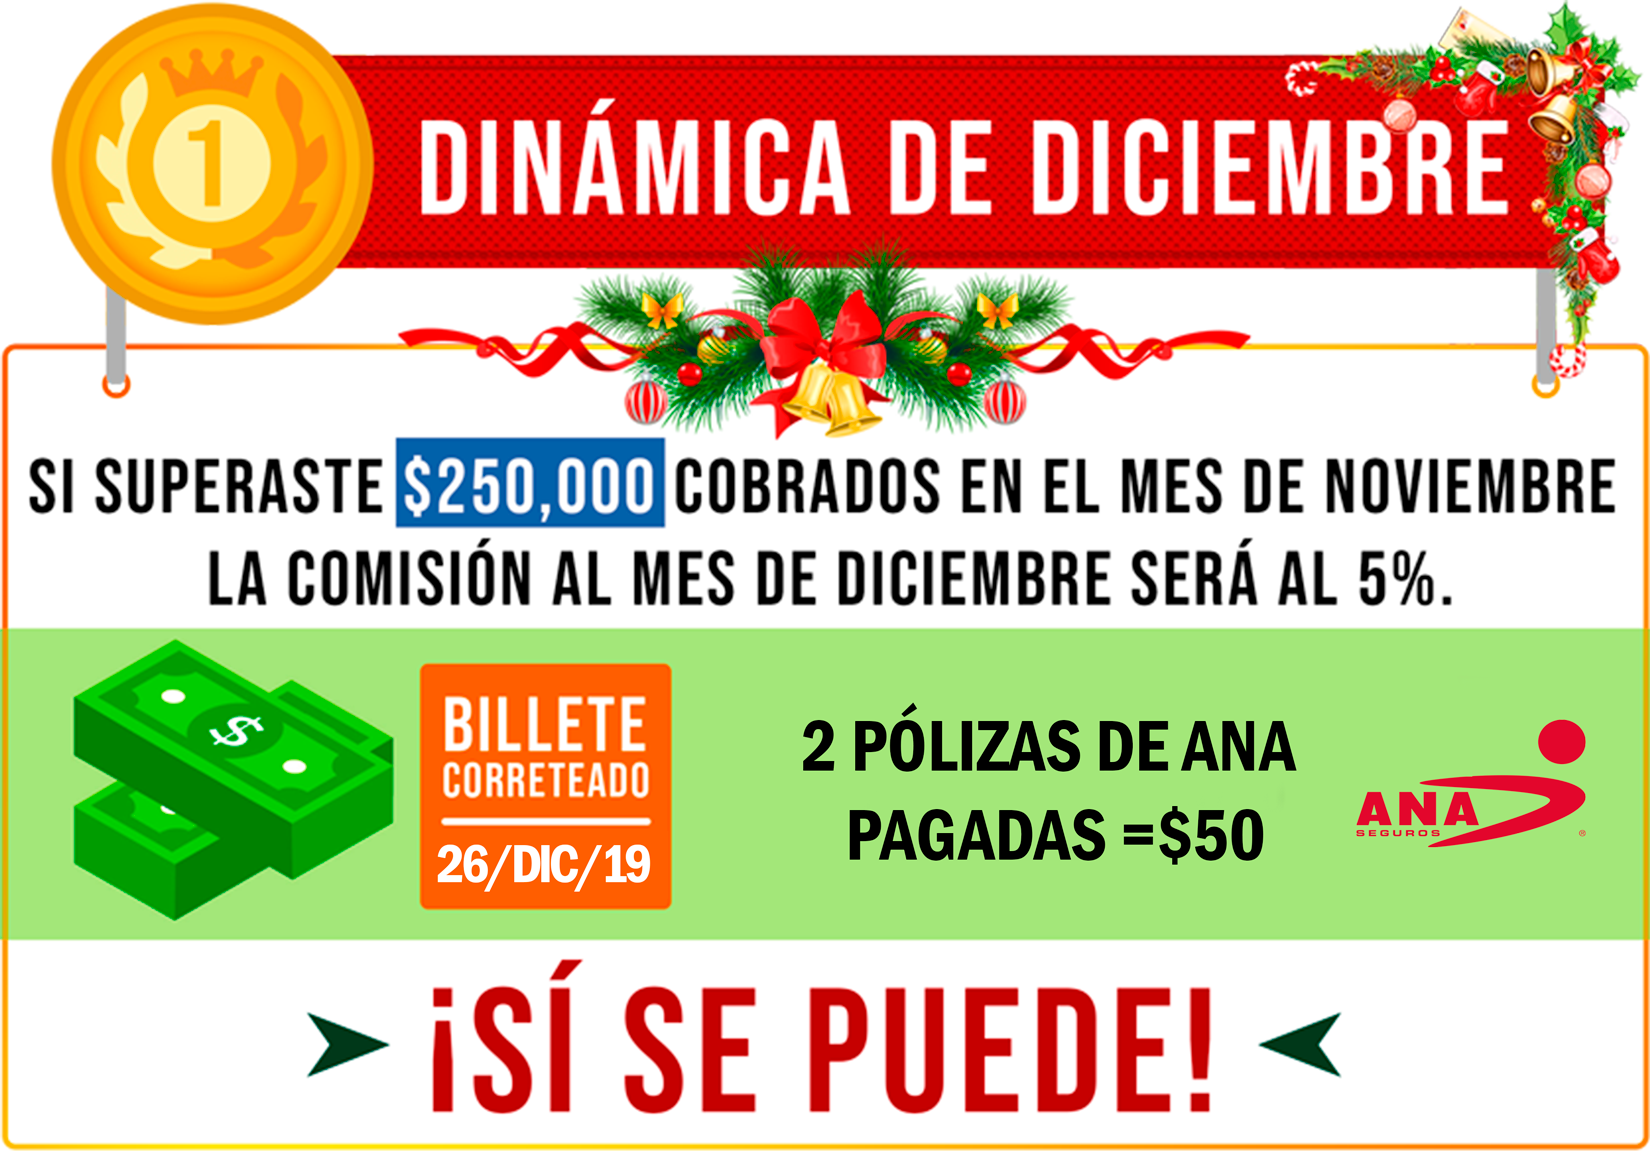 1
DINÁMICA DE DICIEMBRE
SI SUPERASTE $250,000 COBRADOS EN EL MES DE NOVIEMBRE
LA COMISIÓN AL MES DE DICIEMBRE SERÁ AL 5%.
$
BILLETE
CORRETEADO
26/DIC/19
2 PÓLIZAS DE ANA
PAGADAS =$50
ANA
SEGUROS ®
¡SÍ SE PUEDE!